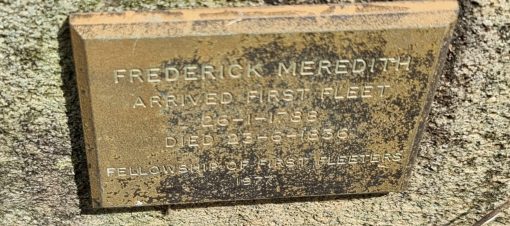 FREDERICK MEREDITH
ARRIVED FIRST FLEET
26-1-1788
DIED 23-6-1836
FELLOWSHIP OF FIRST FLEETERS